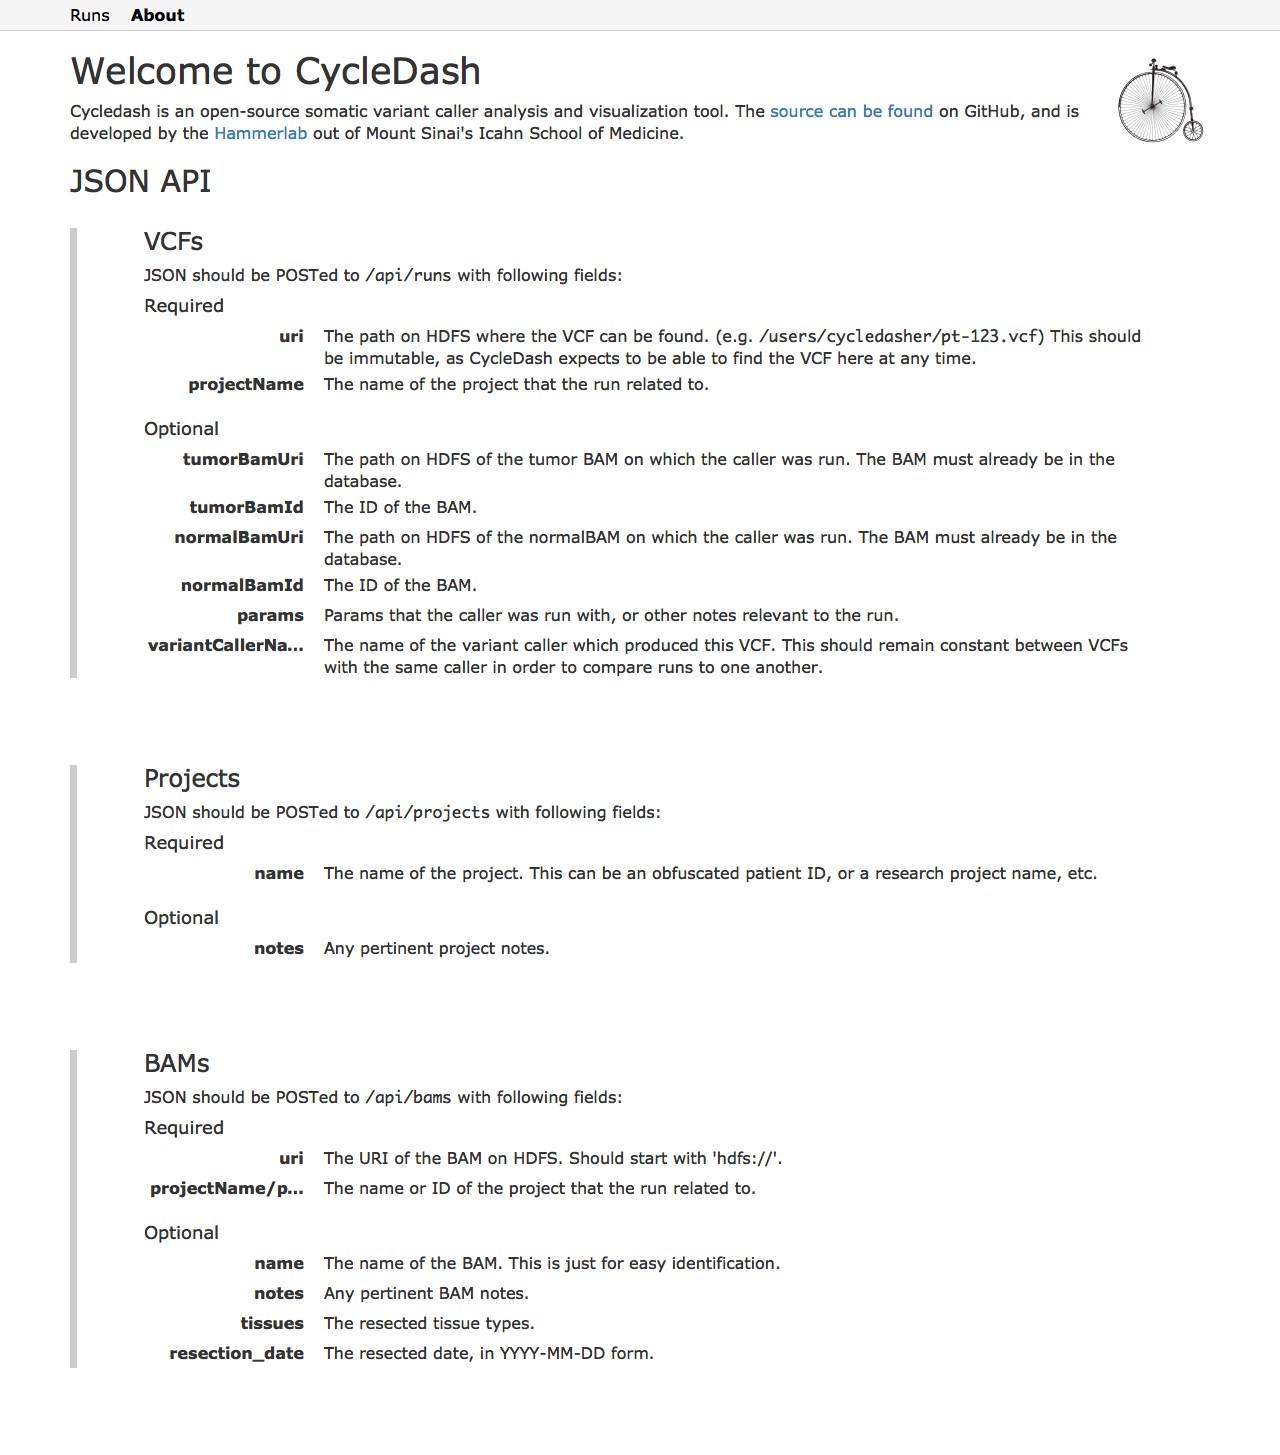 Runs About
Welcome to CycleDash
Cycledash is an open-source somatic variant caller analysis and visualization tool. The source can be found on GitHub, and is
developed by the Hammerlab out of Mount Sinai's Icahn School of Medicine.
JSON API
VCFs
JSON should be POSTed to /api/runs with following fields:
Required
uri The path on HDFS where the VCF can be found. (e.g. /users/cycledasher/pt-123.vcf) This should
be immutable, as CycleDash expects to be able to find the VCF here at any time.
projectName The name of the project that the run related to.
Optional
tumorBamUri The path on HDFS of the tumor BAM on which the caller was run. The BAM must already be in the
database.
tumorBamId The ID of the BAM.
normalBamUri The path on HDFS of the normalBAM on which the caller was run. The BAM must already be in the
database.
normalBamId The ID of the BAM.
params Params that the caller was run with, or other notes relevant to the run.
variantCallerNa... The name of the variant caller which produced this VCF. This should remain constant between VCFs
with the same caller in order to compare runs to one another.
Projects
JSON should be POSTed to /api/projects with following fields:
Required
name The name of the project. This can be an obfuscated patient ID, or a research project name, etc.
Optional
notes Any pertinent project notes.
BAMs
JSON should be POSTed to /api/bams with following fields:
Required
uri The URI of the BAM on HDFS. Should start with 'hdfs://'.
projectName/p... The name or ID of the project that the run related to.
Optional
name The name of the BAM. This is just for easy identification.
notes Any pertinent BAM notes.
tissues The resected tissue types.
resection_date The resected date, in YYYY-MM-DD form.